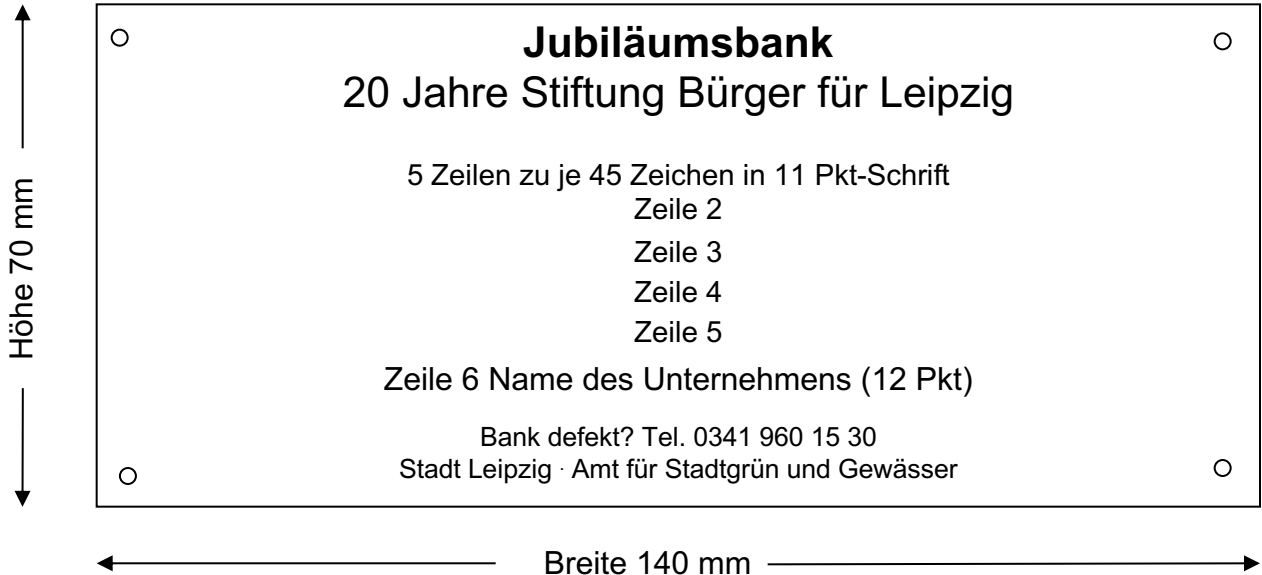 Jubiläumsbank
20 Jahre Stiftung Bürger für Leipzig
5 Zeilen zu je 45 Zeichen in 11 Pkt-Schrift
Zeile 2
Zeile 3
Zeile 4
Zeile 5
Zeile 6 Name des Unternehmens (12 Pkt)
Bank defekt? Tel. 0341 960 15 30
Stadt Leipzig · Amt für Stadtgrün und Gewässer
Höhe 70 mm
Breite 140 mm